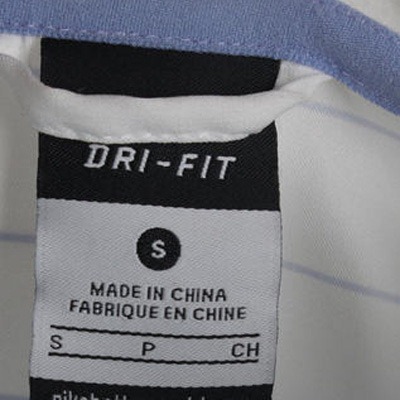 DRI-FIT
S
MADE IN CHINA
FABRIQUE EN CHINE
S P CH